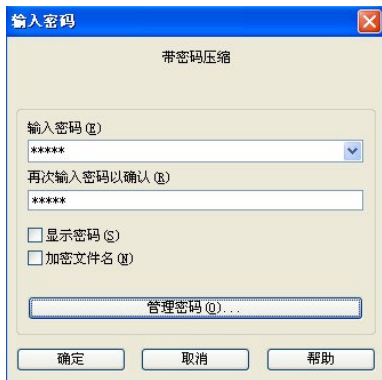 输入密码
带密码压缩
输入密码(E)
*****
再次输入密码以确认(R)
*****
显示密码(S)
加密文件名(N)
管理密码(O)...
确定
取消
帮助